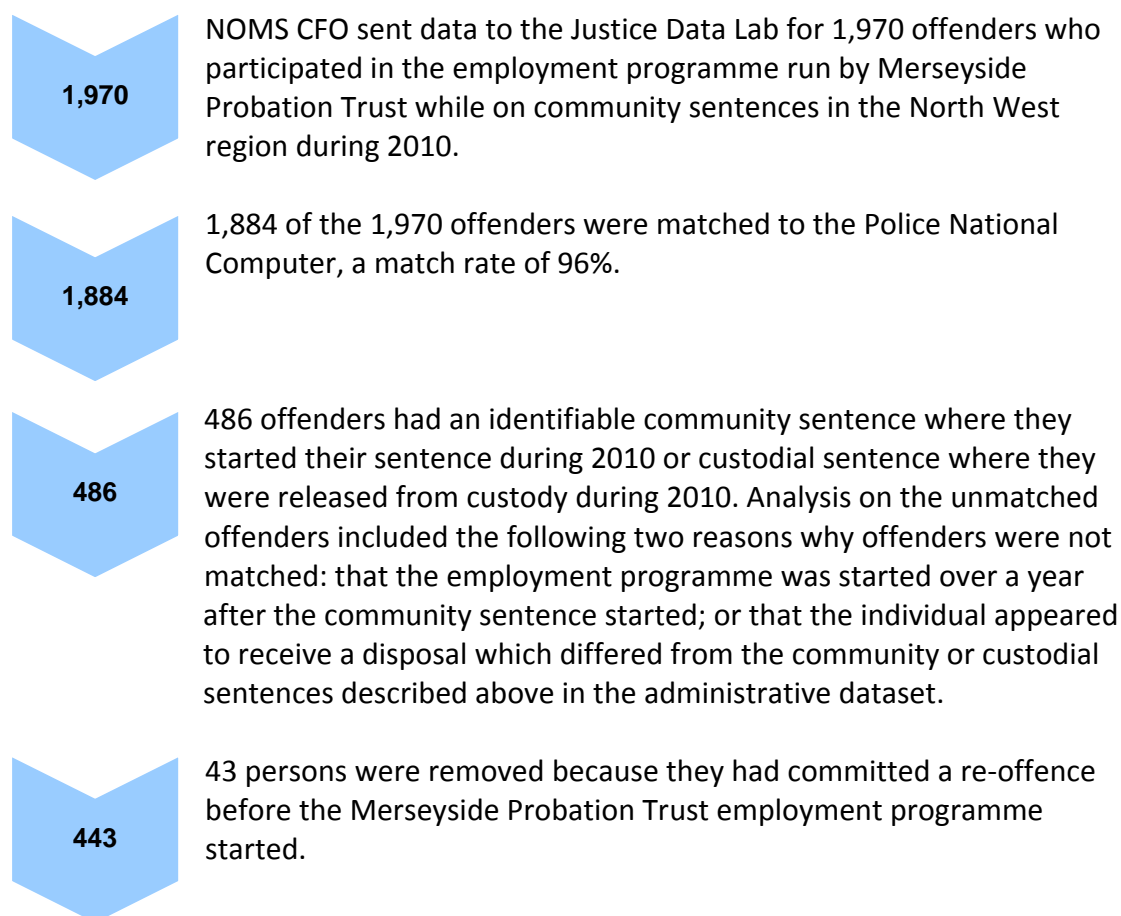 1,970
NOMS CFO sent data to the Justice Data Lab for 1,970 offenders who
participated in the employment programme run by Merseyside
Probation Trust while on community sentences in the North West
region during 2010.
1,884
1,884 of the 1,970 offenders were matched to the Police National
Computer, a match rate of 96%.
486
486 offenders had an identifiable community sentence where they
started their sentence during 2010 or custodial sentence where they
were released from custody during 2010. Analysis on the unmatched
offenders included the following two reasons why offenders were not
matched: that the employment programme was started over a year
after the community sentence started; or that the individual appeared
to receive a disposal which differed from the community or custodial
sentences described above in the administrative dataset.
443
43 persons were removed because they had committed a re-offence
before the Merseyside Probation Trust employment programme
started.